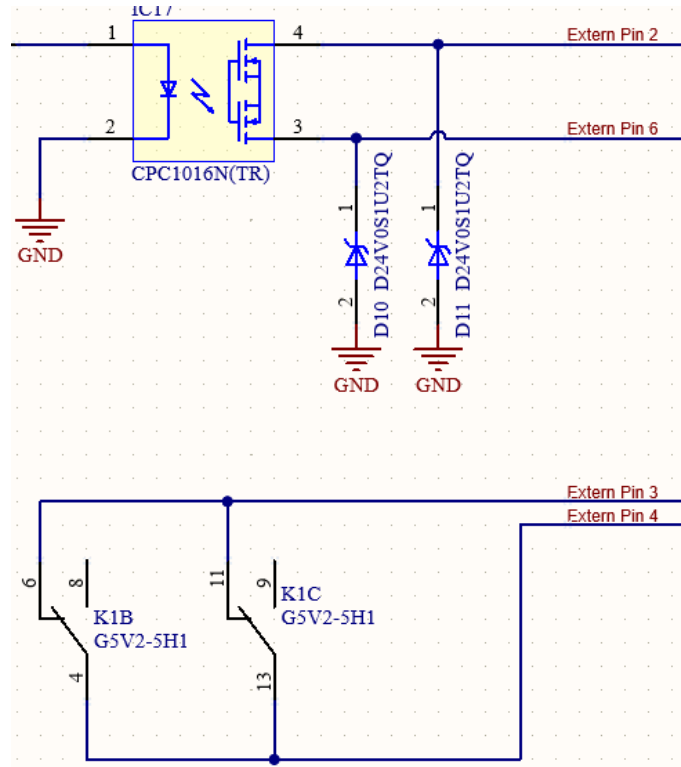 IC17
1
4
Extern Pin 2
2
3
Extern Pin 6
CPC1016N(TR)
GND
1
2
D10 D24V0S1U2TQ
1
2
D11 D24V0S1U2TQ
GND
GND
Extern Pin 3
Extern Pin 4
6
8
K1B
G5V2-5H1
4
11
9
K1C
G5V2-5H1
13